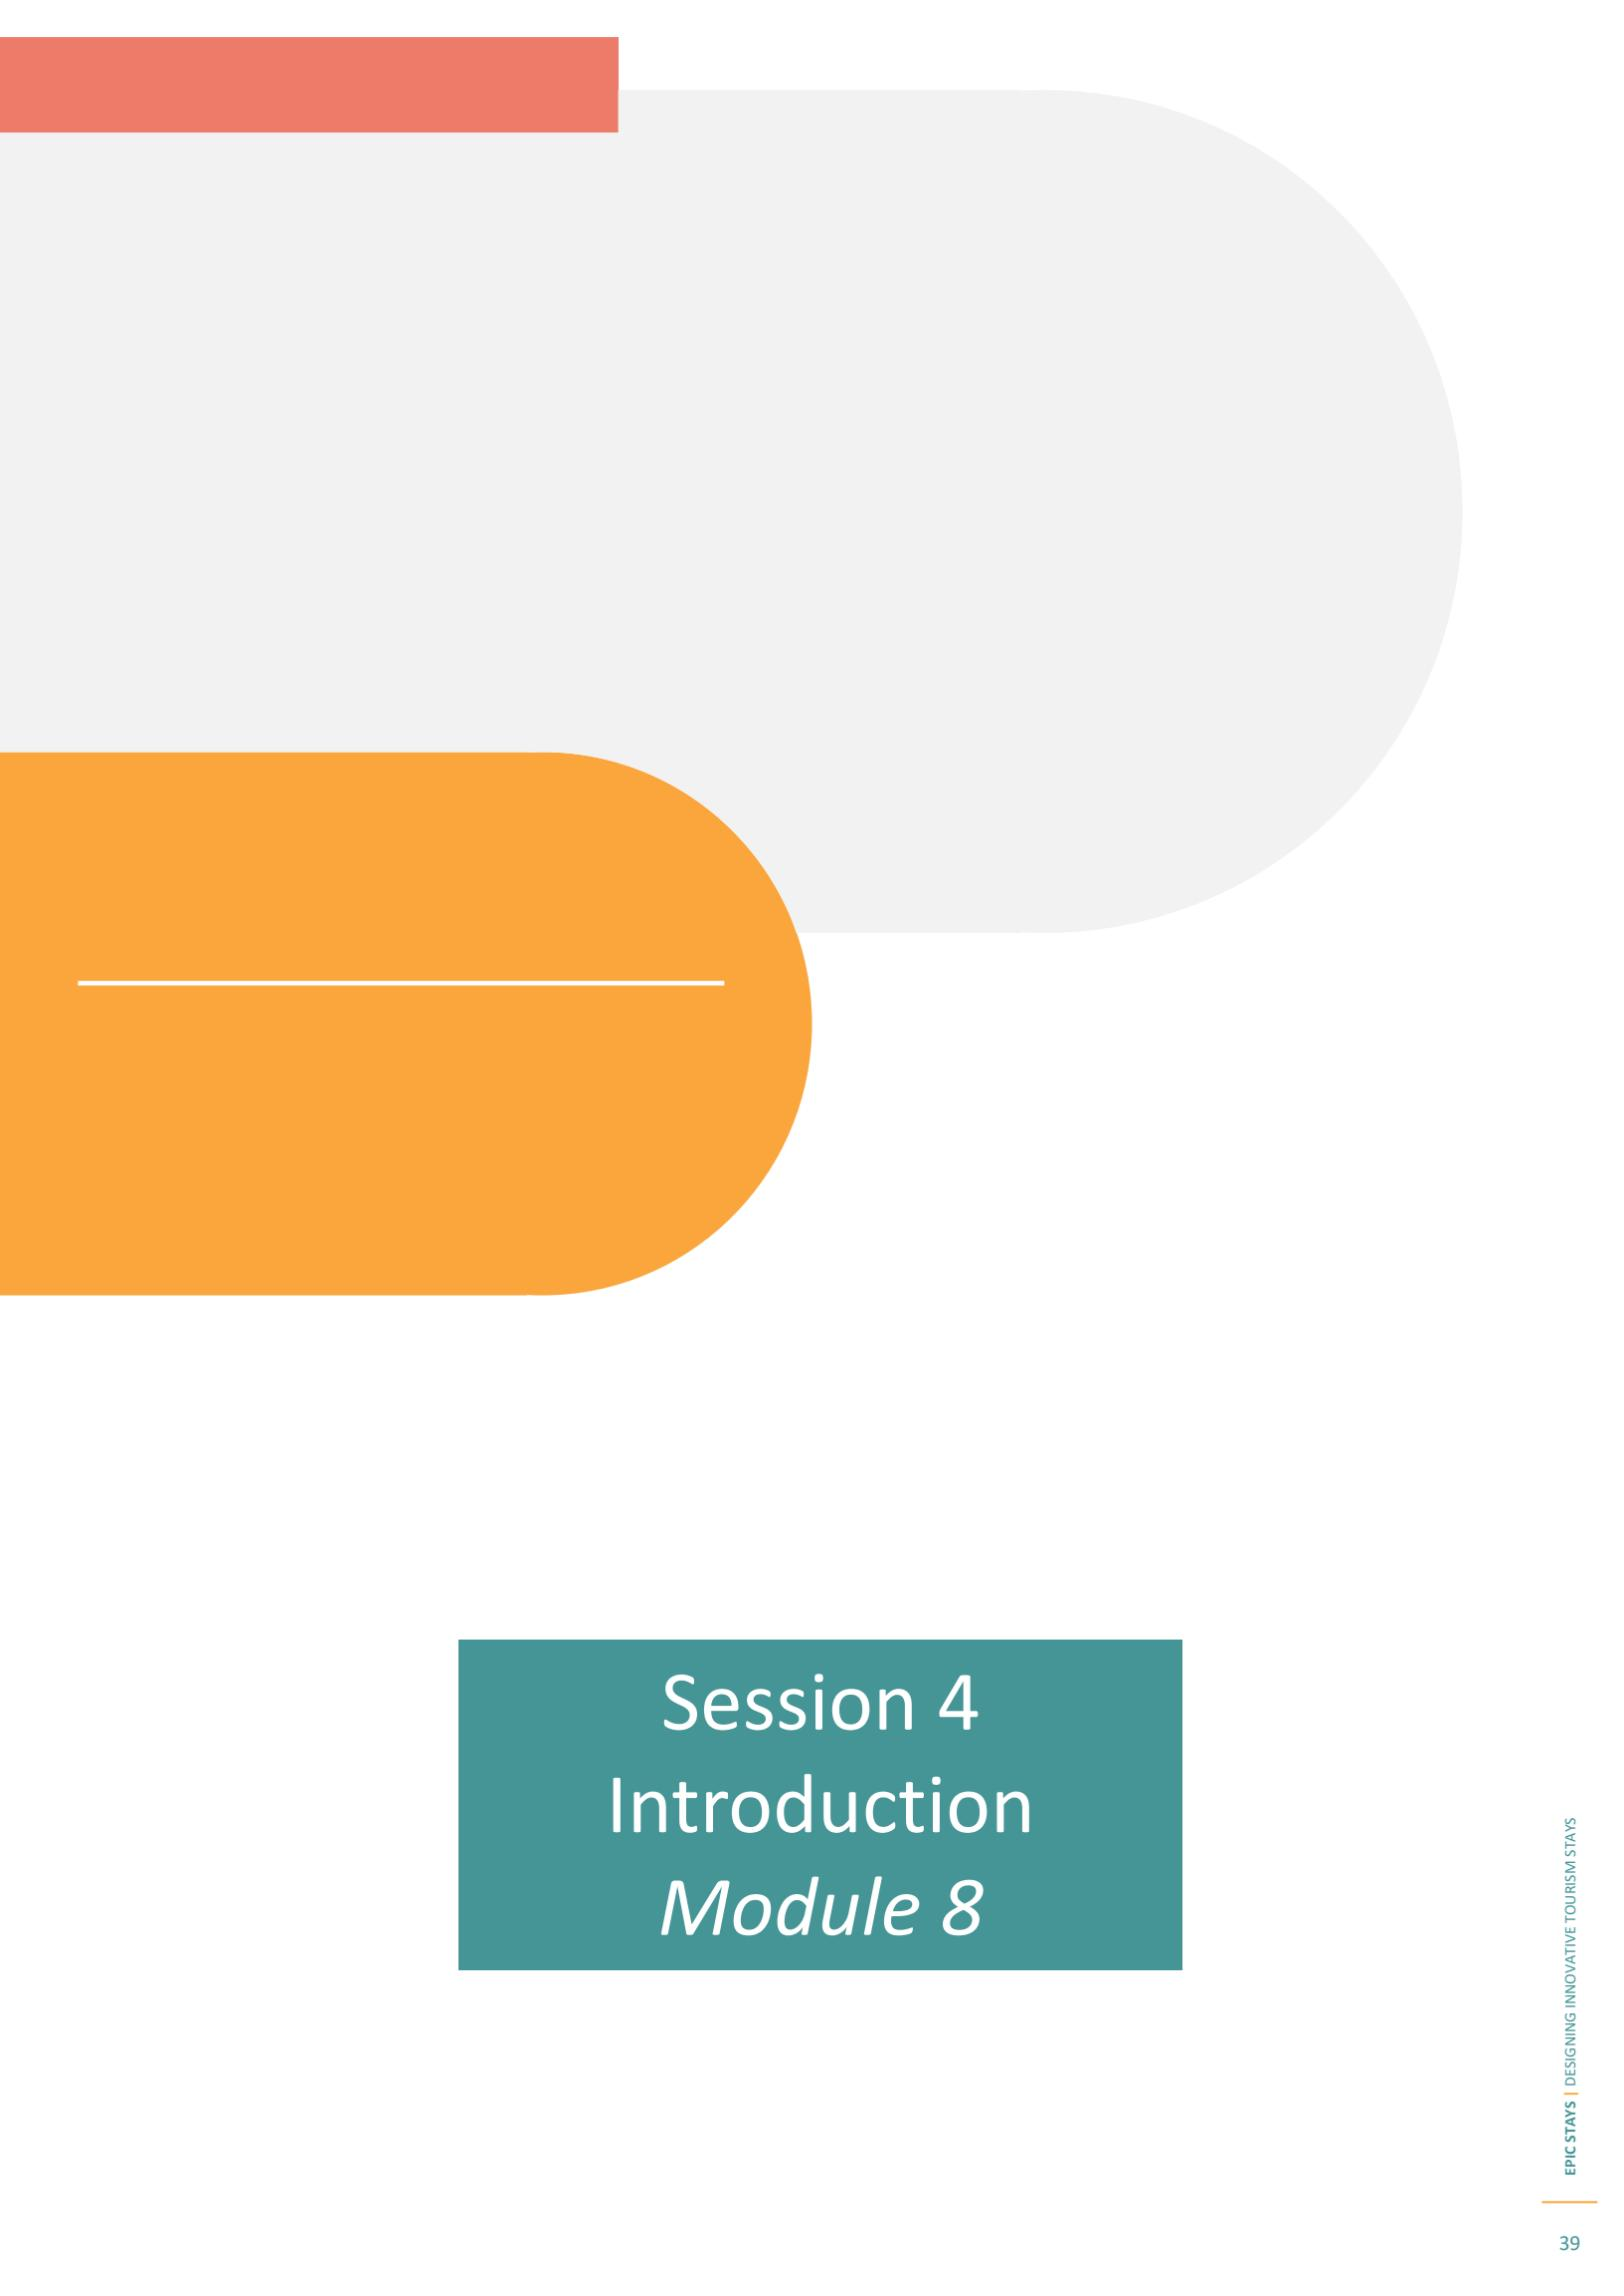 Session 4
Introduction
Module 8
EPIC STAYS | DESIGNING INNOVATIVE TOURISM STAYS
39